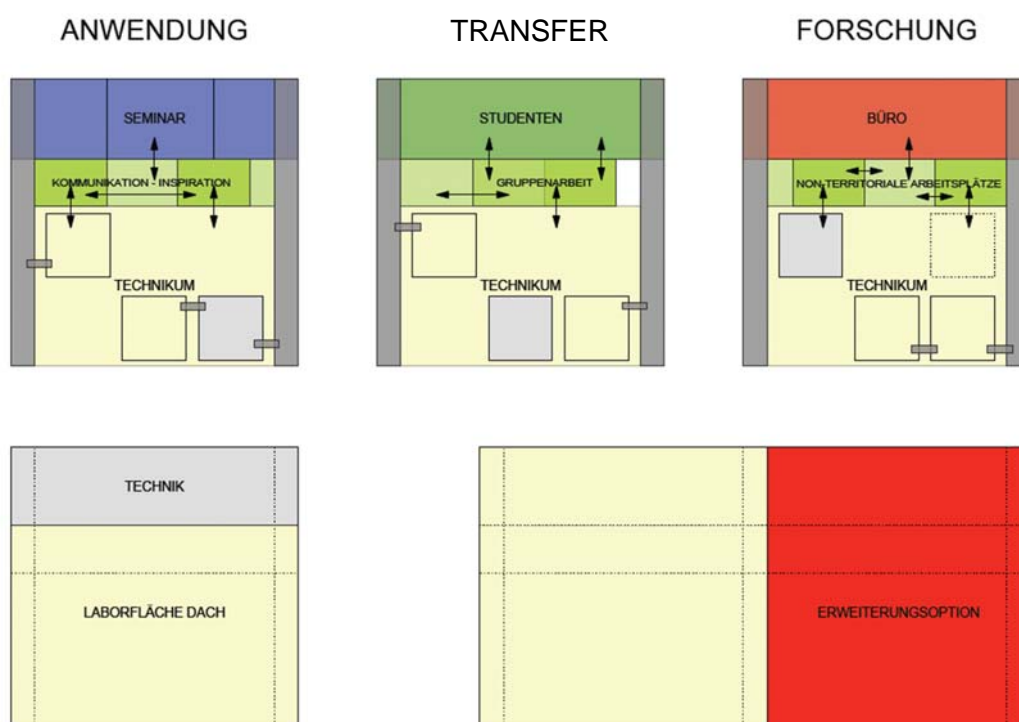 ANWENDUNG
TRANSFER
FORSCHUNG
SEMINAR
STUDENTEN
BÜRO
KOMMUNIKATION - INSPIRATION
GRUPPENARBEIT
NON-TERRITORIALE ARBEITSPLÄTZE
TECHNIKUM
TECHNIKUM
TECHNIKUM
TECHNIK
LABORFLÄCHE DACH
ERWEITERUNGSOPTION